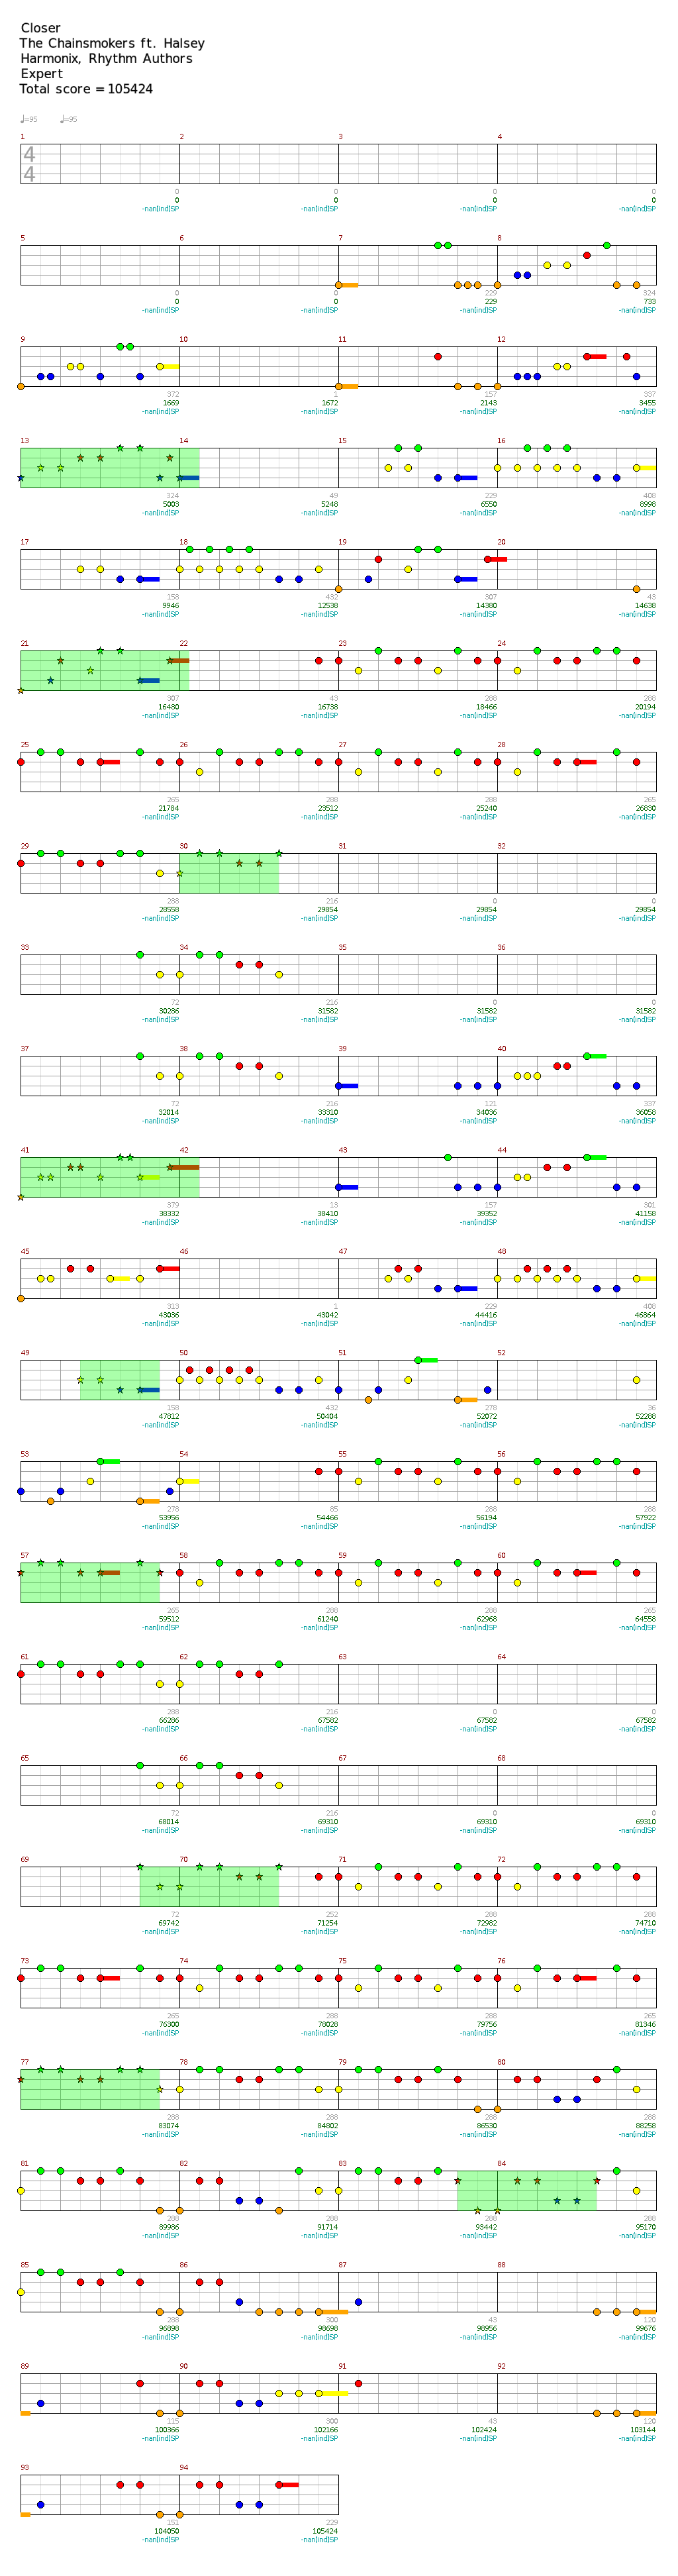 Closer
The Chainsmokers ft. Halsey
Harmonix, Rhythm Authors
Expert
Total score = 105424
♩=95 ♩=95
1 2 3 4
4
4
0 0 0 0
0 0 0 0
-nan[ind]SP -nan[ind]SP -nan[ind]SP -nan[ind]SP
5 6 7 8
0 0 229 324
0 0 229 733
-nan[ind]SP -nan[ind]SP -nan[ind]SP -nan[ind]SP
9 10 11 12
372 1 157 337
1669 1672 2143 3455
-nan[ind]SP -nan[ind]SP -nan[ind]SP -nan[ind]SP
13 14 15 16
324 49 229 408
5003 5248 6550 8998
-nan[ind]SP -nan[ind]SP -nan[ind]SP -nan[ind]SP
17 18 19 20
158 432 307 43
9946 12538 14380 14638
-nan[ind]SP -nan[ind]SP -nan[ind]SP -nan[ind]SP
21 22 23 24
307 43 288 288
16480 16738 18466 20194
-nan[ind]SP -nan[ind]SP -nan[ind]SP -nan[ind]SP
25 26 27 28
265 288 288 265
21784 23512 25240 26830
-nan[ind]SP -nan[ind]SP -nan[ind]SP -nan[ind]SP
29 30 31 32
288 216 0 0
28558 29854 29854 29854
-nan[ind]SP -nan[ind]SP -nan[ind]SP -nan[ind]SP
33 34 35 36
72 216 0 0
30286 31582 31582 31582
-nan[ind]SP -nan[ind]SP -nan[ind]SP -nan[ind]SP
37 38 39 40
72 216 121 337
32014 33310 34036 36058
-nan[ind]SP -nan[ind]SP -nan[ind]SP -nan[ind]SP
41 42 43 44
379 13 157 301
38332 38410 39352 41158
-nan[ind]SP -nan[ind]SP -nan[ind]SP -nan[ind]SP
45 46 47 48
313 1 229 408
43036 43042 44416 46864
-nan[ind]SP -nan[ind]SP -nan[ind]SP -nan[ind]SP
49 50 51 52
158 432 278 36
47812 50404 52072 52288
-nan[ind]SP -nan[ind]SP -nan[ind]SP -nan[ind]SP
53 54 55 56
278 85 288 288
53956 54466 56194 57922
-nan[ind]SP -nan[ind]SP -nan[ind]SP -nan[ind]SP
57 58 59 60
265 288 288 265
59512 61240 62968 64558
-nan[ind]SP -nan[ind]SP -nan[ind]SP -nan[ind]SP
61 62 63 64
288 216 0 0
66286 67582 67582 67582
-nan[ind]SP -nan[ind]SP -nan[ind]SP -nan[ind]SP
65 66 67 68
72 216 0 0
68014 69310 69310 69310
-nan[ind]SP -nan[ind]SP -nan[ind]SP -nan[ind]SP
69 70 71 72
72 252 288 288
69742 71254 72982 74710
-nan[ind]SP -nan[ind]SP -nan[ind]SP -nan[ind]SP
73 74 75 76
265 288 288 265
76300 78028 79756 81346
-nan[ind]SP -nan[ind]SP -nan[ind]SP -nan[ind]SP
77 78 79 80
288 288 288 288
83074 84802 86530 88258
-nan[ind]SP -nan[ind]SP -nan[ind]SP -nan[ind]SP
81 82 83 84
288 288 288 288
89986 91714 93442 95170
-nan[ind]SP -nan[ind]SP -nan[ind]SP -nan[ind]SP
85 86 87 88
288 300 43 120
96898 98698 98956 99676
-nan[ind]SP -nan[ind]SP -nan[ind]SP -nan[ind]SP
89 90 91 92
115 300 43 120
100366 102166 102424 103144
-nan[ind]SP -nan[ind]SP -nan[ind]SP -nan[ind]SP
93 94
151 229
104050 105424
-nan[ind]SP -nan[ind]SP